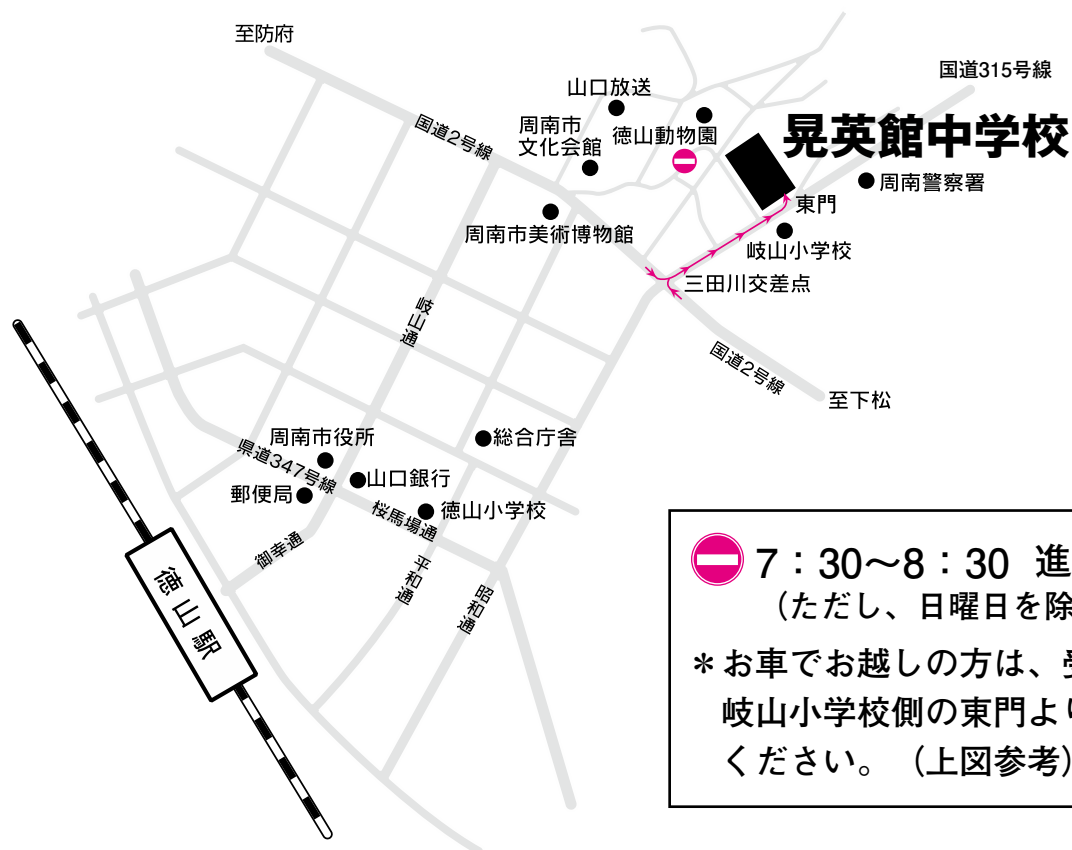 至防府
国道315号線
山口放送
国道2号線
周南市
文化会館
徳山動物園
晃英館中学校
周南警察署
東門
周南市美術博物館
岐山小学校
三田川交差点
岐山通
国道2号線
至下松
周南市役所
総合庁舎
県道347号線
山口銀行
郵便局
徳山小学校
桜馬場通
御幸通
平和通
昭和通
徳山駅
7：30〜8：30 進
（ただし、日曜日を除
＊お車でお越しの方は、受
岐山小学校側の東門より
ください。（上図参考）